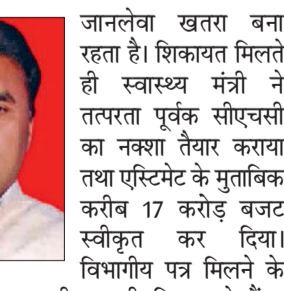 जानलेवा खतरा बना
रहता है। शिकायत मिलते
ही स्वास्थ्य मंत्री ने
तत्परता पूर्वक सीएचसी
का नक्शा तैयार कराया
तथा एस्टिमेट के मुताबिक
करीब 17 करोड़ बजट
स्वीकृत कर दिया।
विभागीय पत्र मिलने के